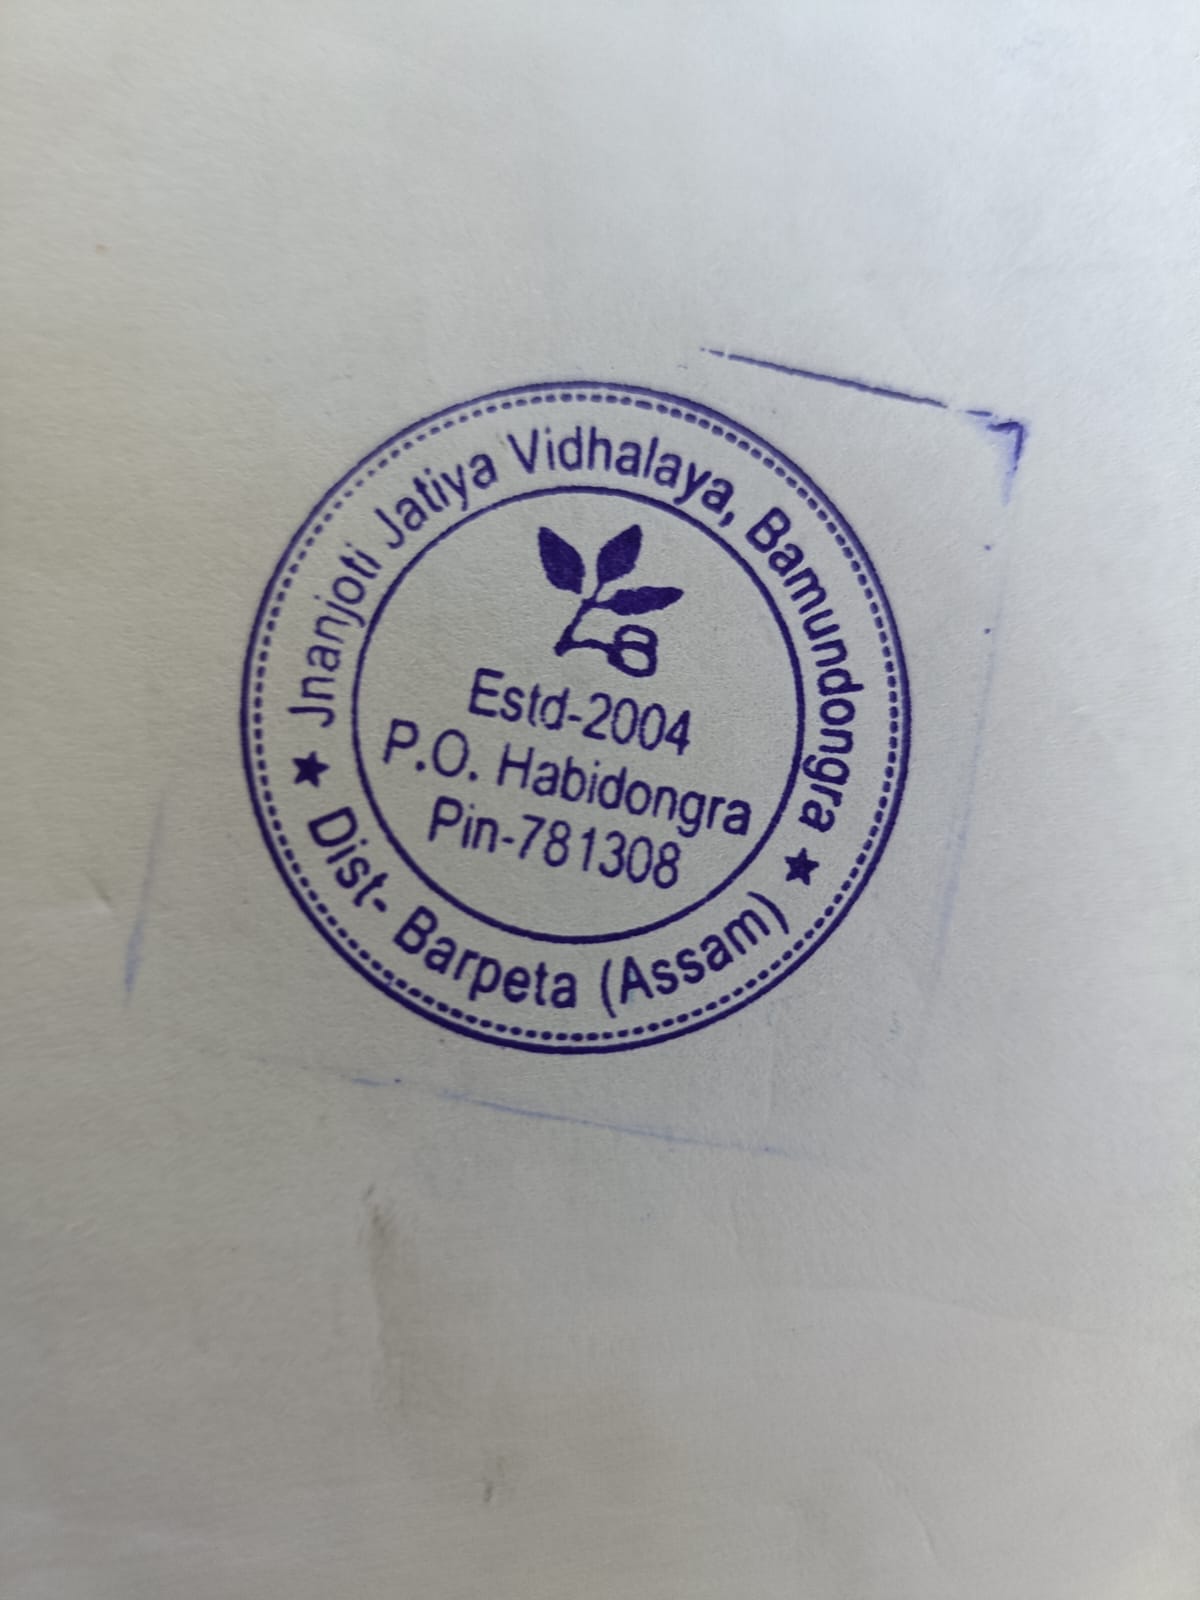 Jnanjoti Jatiya Vidhalaya, Bamundongra
Estd-2004
P.O. Habidongra
Pin-781308
★ Dist- Barpeta (Assam) ★